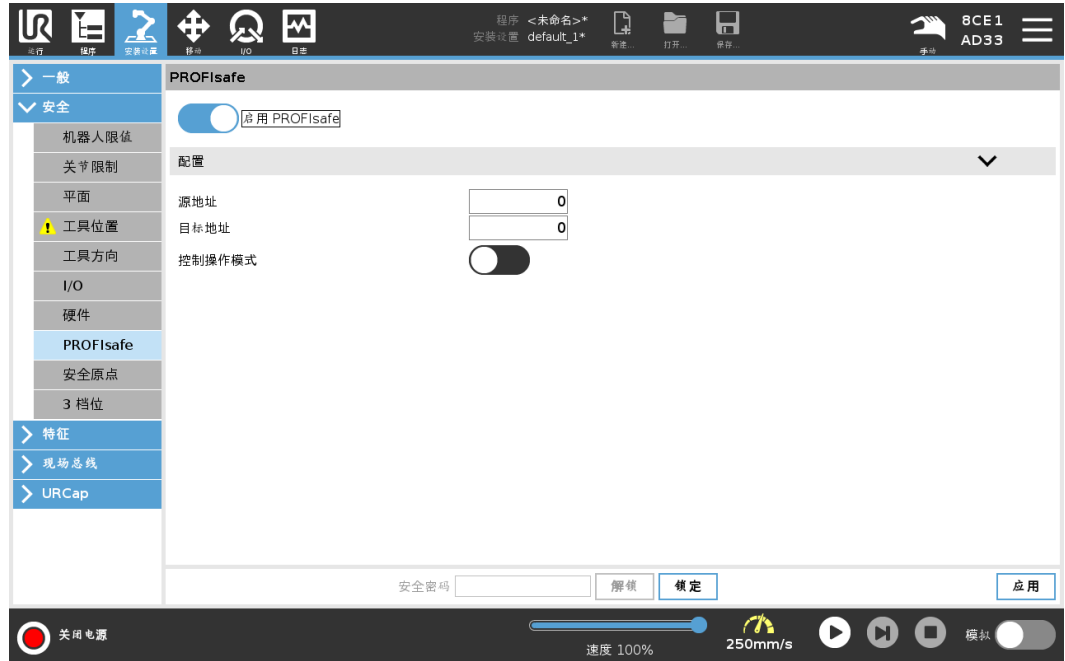 程序 <未命名>*
安装设置 default_1*
新建...
打开...
保存...
8CE1
AD33
运行
程序
安装设置
移动
I/O
日志
手动
一般
安全
机器人限值
关节限制
平面
工具位置
工具方向
I/O
硬件
PROFIsafe
安全原点
3 档位
特征
现场总线
URCap
PROFIsafe
启用 PROFIsafe
配置
源地址 0
目标地址 0
控制操作模式
安全密码
解锁
锁定
应用
关闭电源
速度 100%
250mm/s
模拟